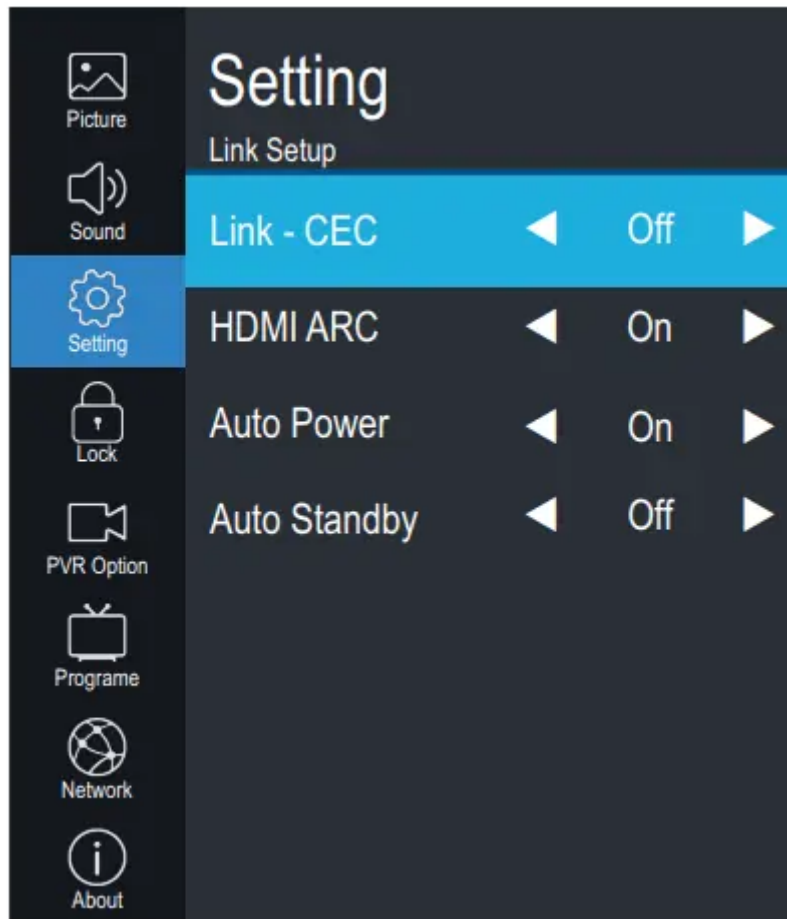 Picture
Sound
Setting
Lock
PVR Option
Programe
Network
About
Setting
Link Setup
Link - CEC Off
HDMI ARC On
Auto Power On
Auto Standby Off